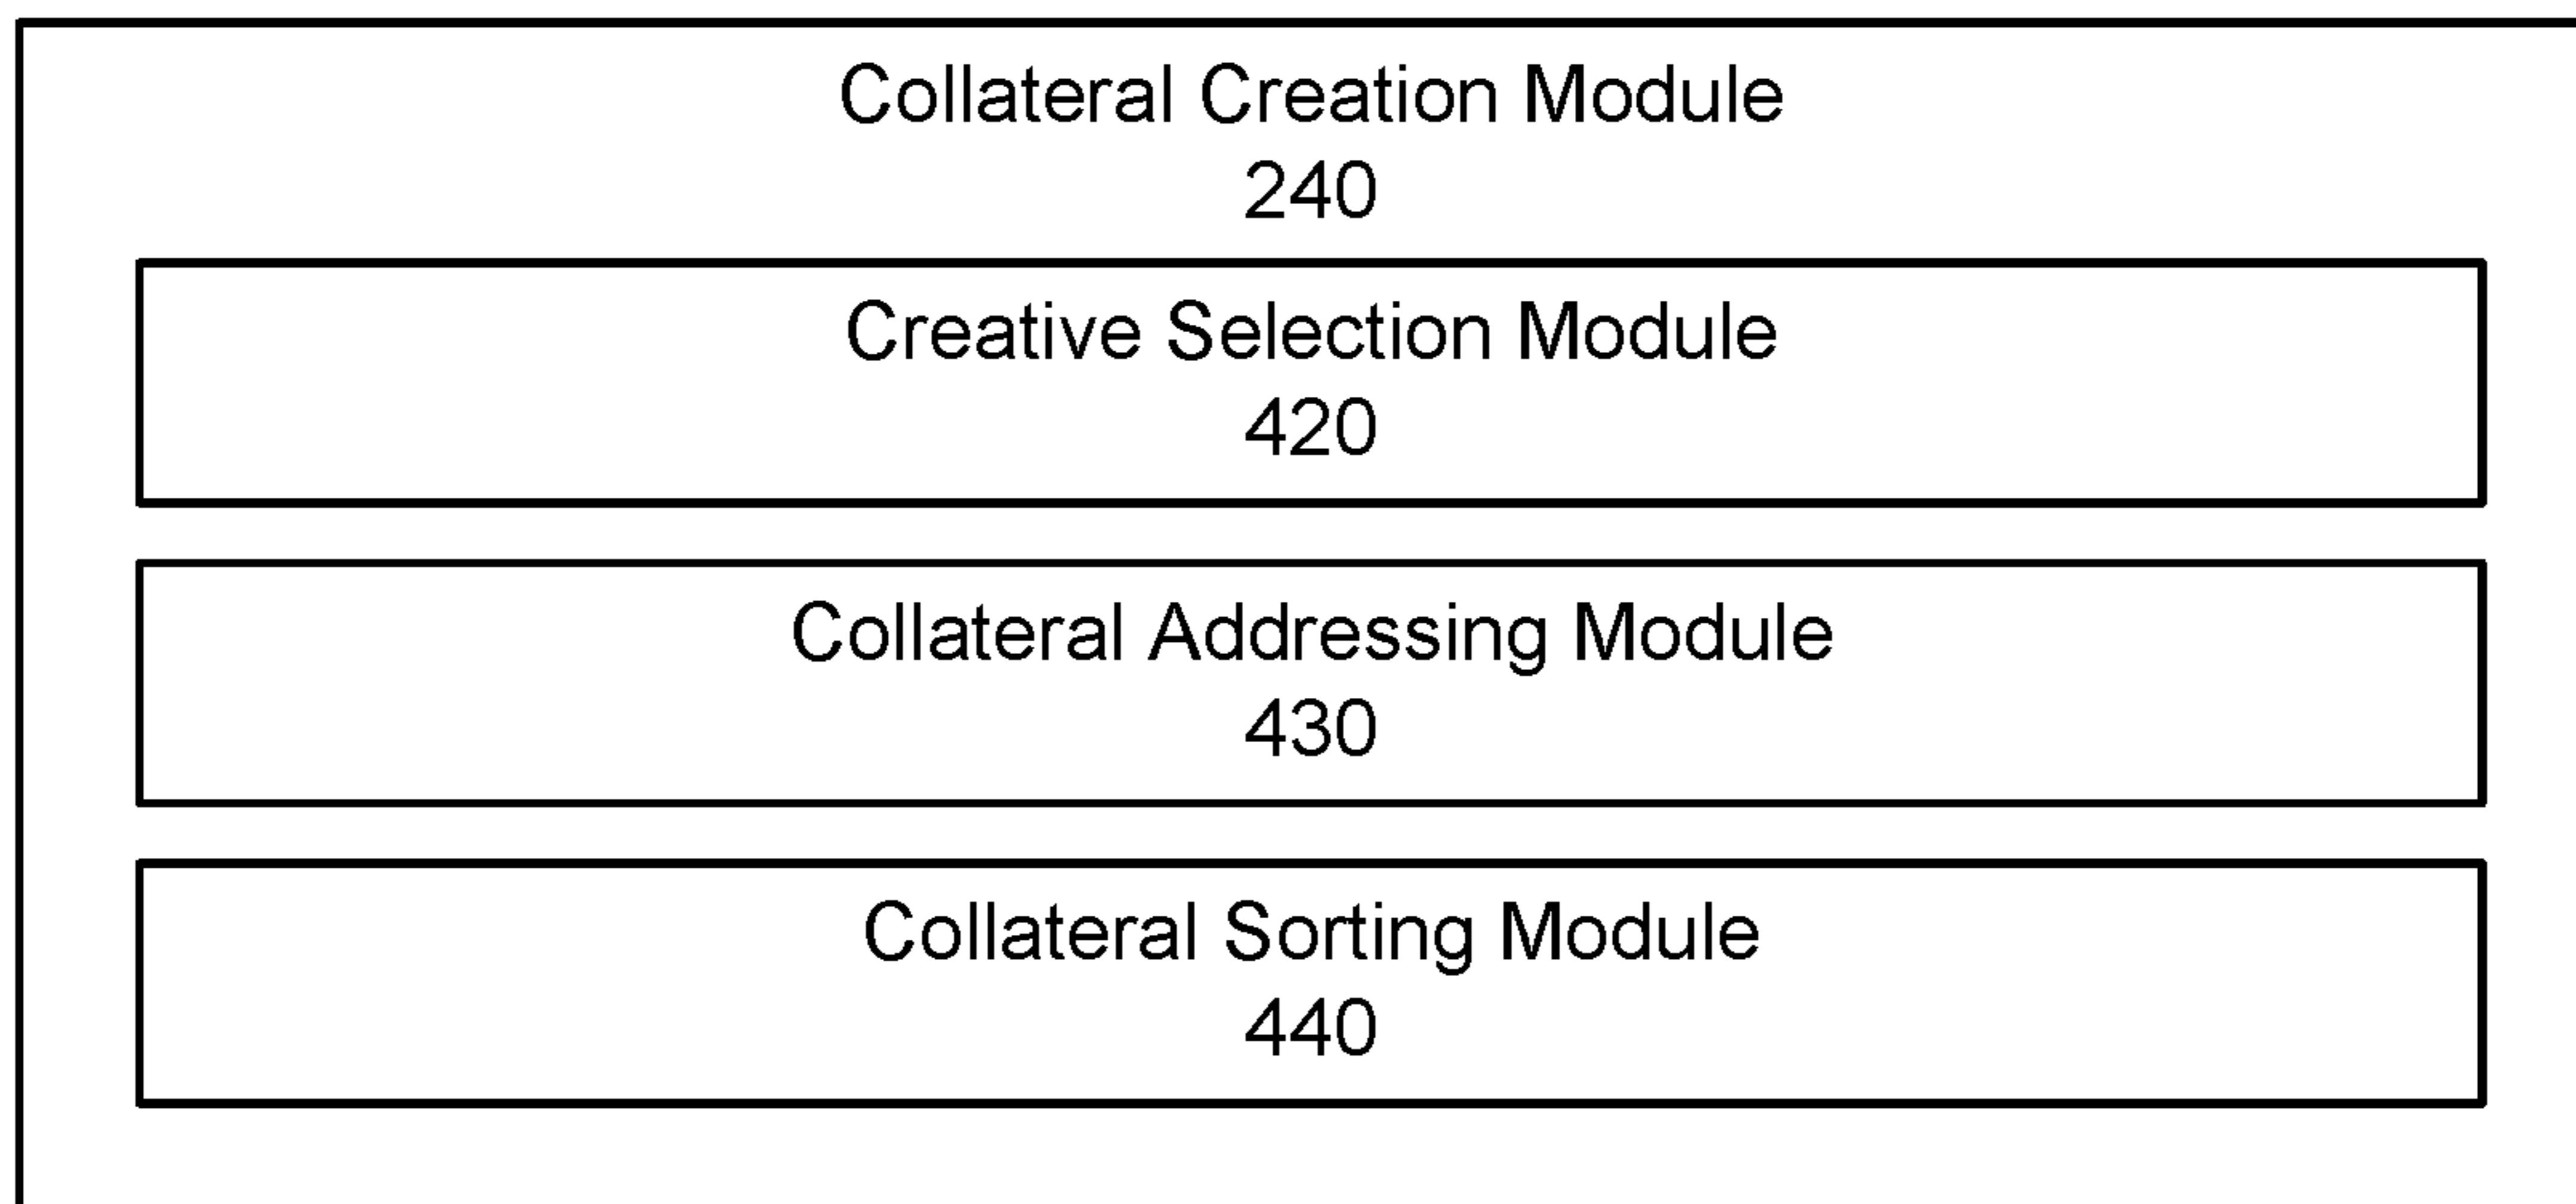 Collateral Creation Module
240
Creative Selection Module
420
Collateral Addressing Module
430
Collateral Sorting Module
440